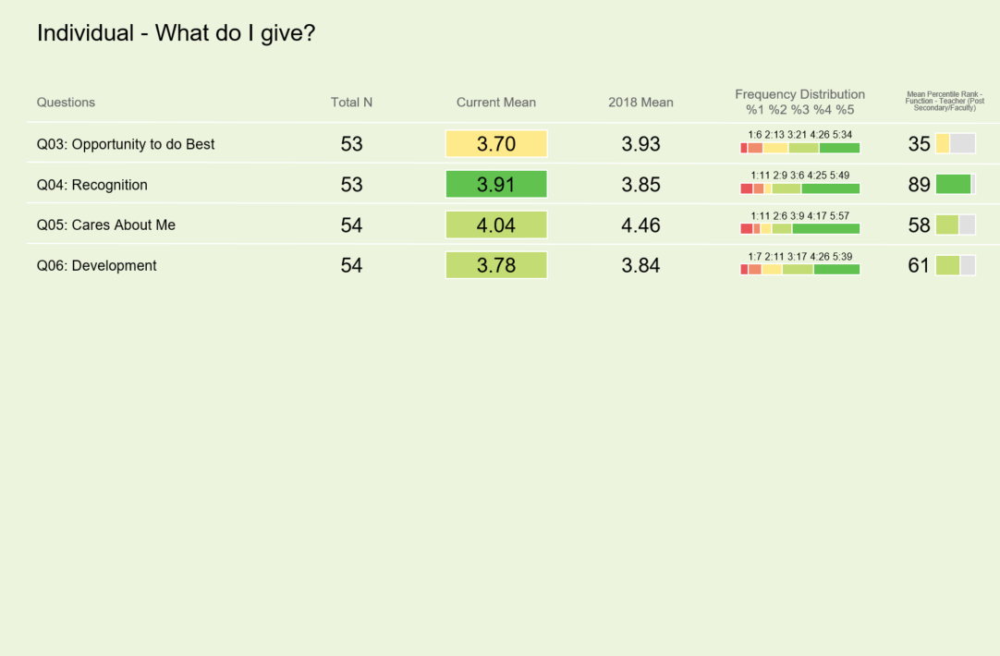 Individual - What do I give?
Questions Total N Current Mean 2018 Mean Frequency Distribution %1 %2 %3 %4 %5 Mean Percentile Rank - Function - Teacher (Post Secondary/Faculty)
Q03: Opportunity to do Best 53 3.70 3.93 1:6 2:13 3:21 4:26 5:34 35
Q04: Recognition 53 3.91 3.85 1:11 2:9 3:6 4:25 5:49 89
Q05: Cares About Me 54 4.04 4.46 1:11 2:6 3:9 4:17 5:57 58
Q06: Development 54 3.78 3.84 1:7 2:11 3:17 4:26 5:39 61